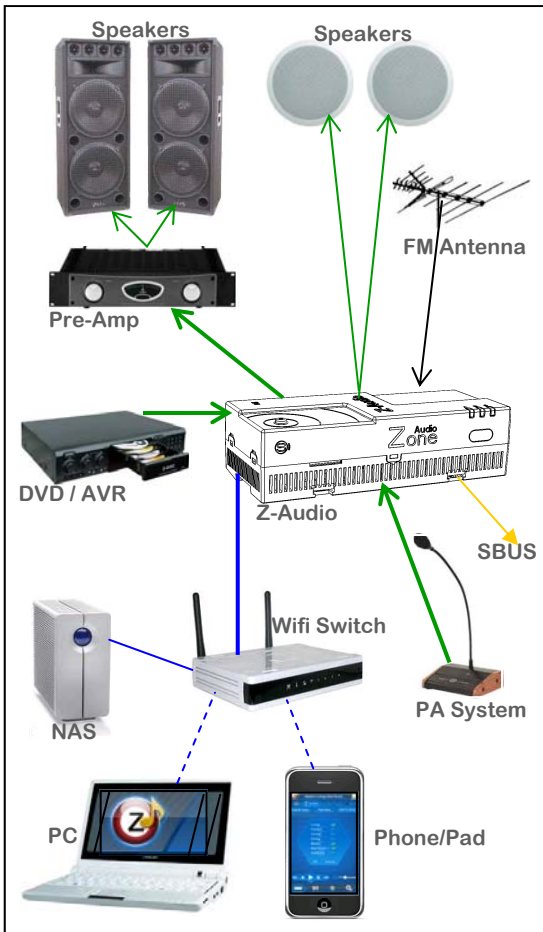 Speakers
Speakers
FM Antenna
Pre-Amp
Audio
Zone
DVD / AVR
Z-Audio
SBUS
Wifi Switch
PA System
NAS
Z
PC
Phone/Pad